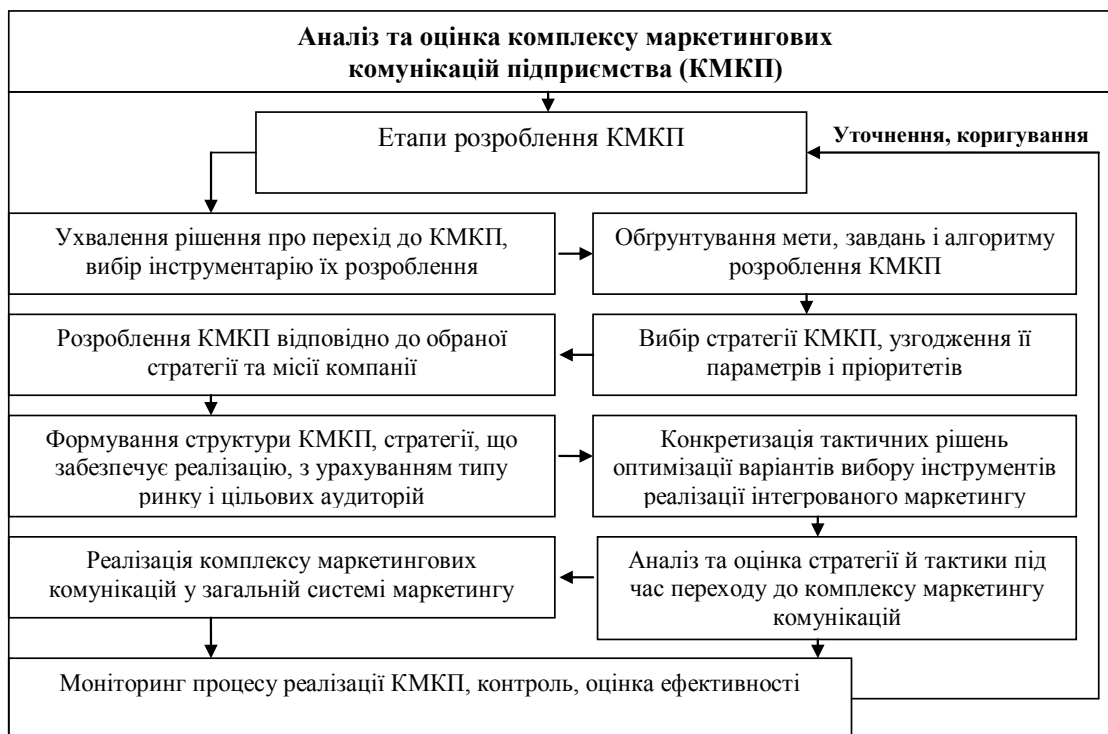 Аналіз та оцінка комплексу маркетингових
комунікацій підприємства (КМКП)
Етапи розроблення КМКП
Уточнення, коригування
Ухвалення рішення про перехід до КМКП,
вибір інструментарію їх розроблення
Обґрунтування мети, завдань і алгоритму
розроблення КМКП
Розроблення КМКП відповідно до обраної
стратегії та місії компанії
Вибір стратегії КМКП, узгодження її
параметрів і пріоритетів
Формування структури КМКП, стратегії, що
забезпечує реалізацію, з урахуванням типу
ринку і цільових аудиторій
Конкретизація тактичних рішень
оптимізації варіантів вибору інструментів
реалізації інтегрованого маркетингу
Реалізація комплексу маркетингових
комунікацій у загальній системі маркетингу
Аналіз та оцінка стратегії й тактики під
час переходу до комплексу маркетингу
комунікацій
Моніторинг процесу реалізації КМКП, контроль, оцінка ефективності